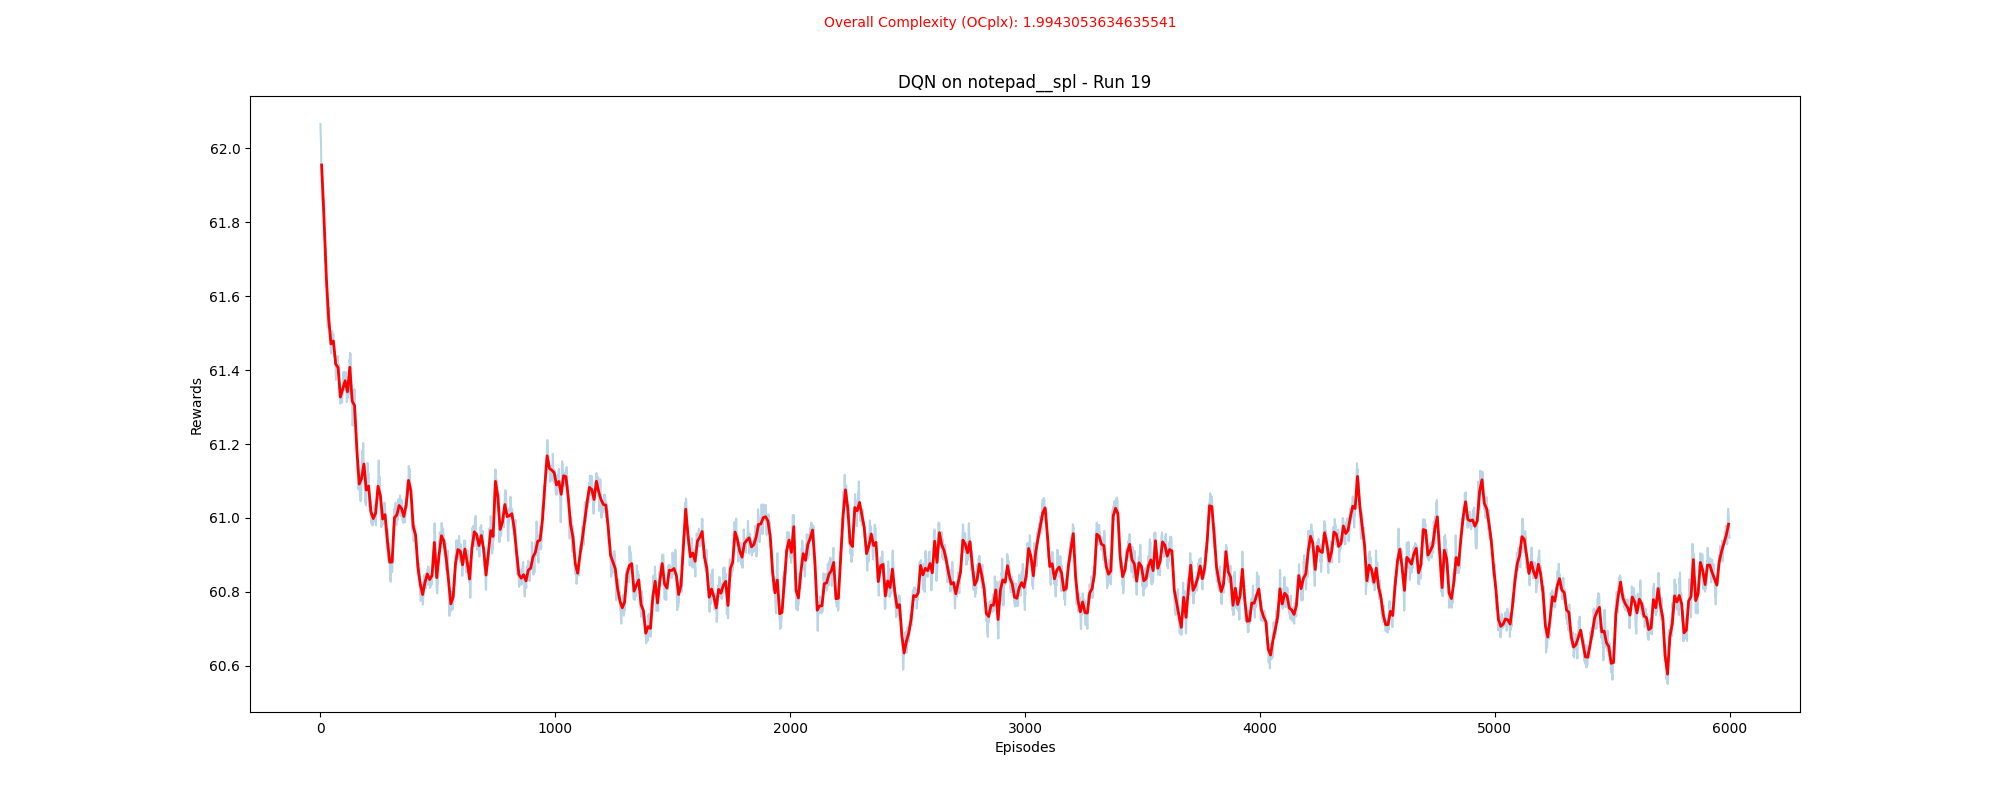 Overall Complexity (OCplx): 1.9943053634635541
DQN on notepad__spl - Run 19
62.0
61.8
61.6
61.4
61.2
61.0
60.8
60.6
Rewards
0 1000 2000 3000 4000 5000 6000
Episodes